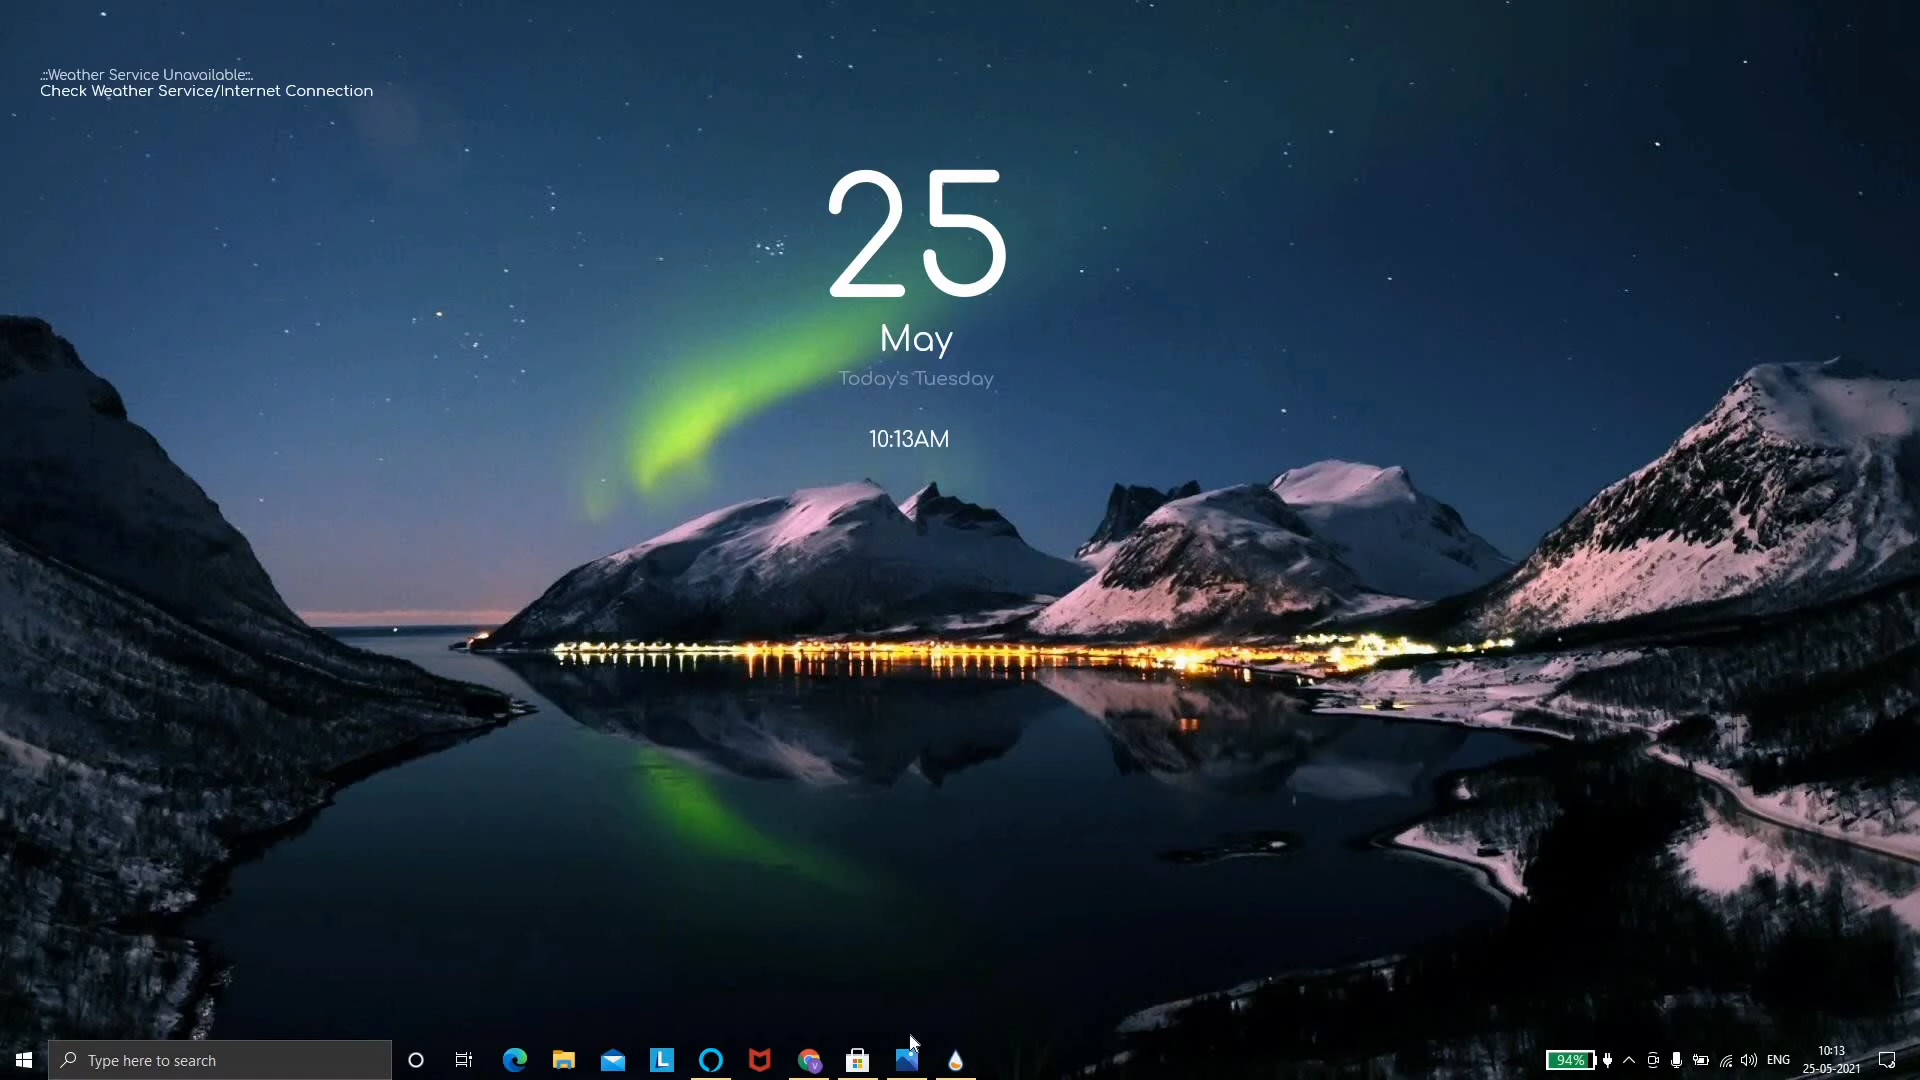 .::Weather Service Unavailable::.
Check Weather Service/Internet Connection
25
May
Today's Tuesday
10:13AM
Type here to search
L
V
94%
ENG
10:13
25-05-2021